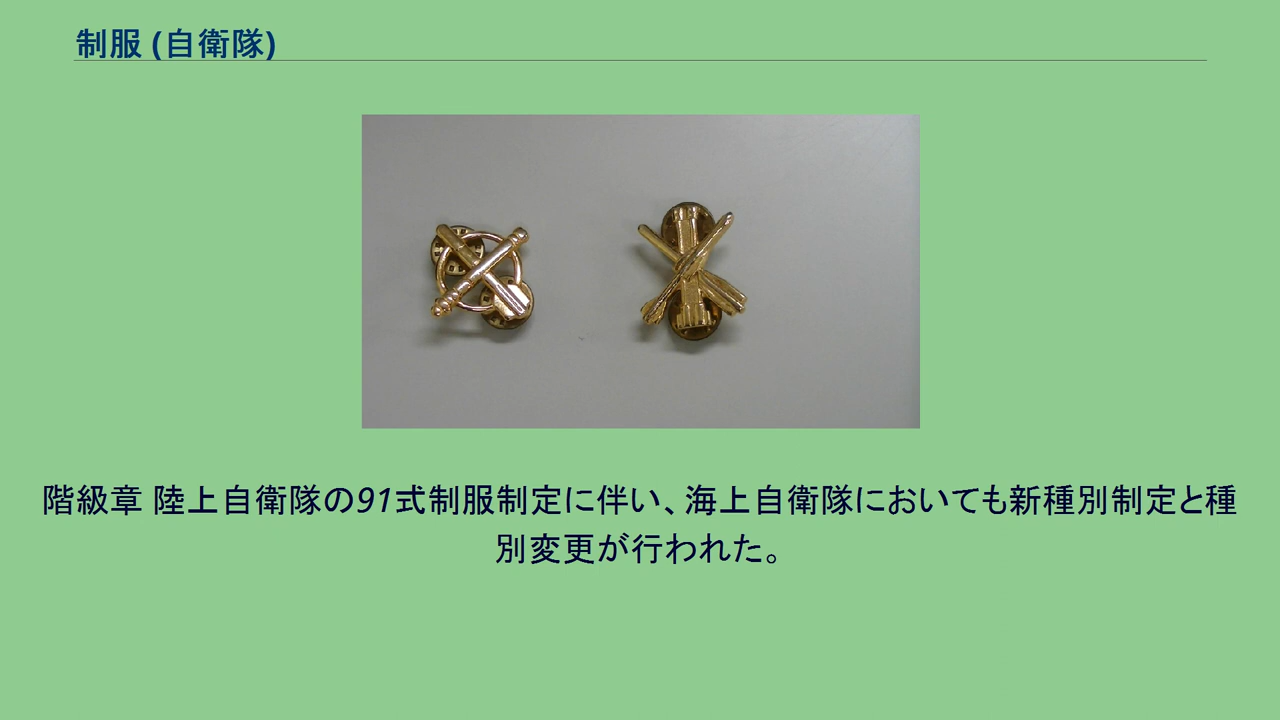 制服 (自衛隊)
階級章 陸上自衛隊の91式制服制定に伴い、海上自衛隊においても新種別制定と種
別変更が行われた。